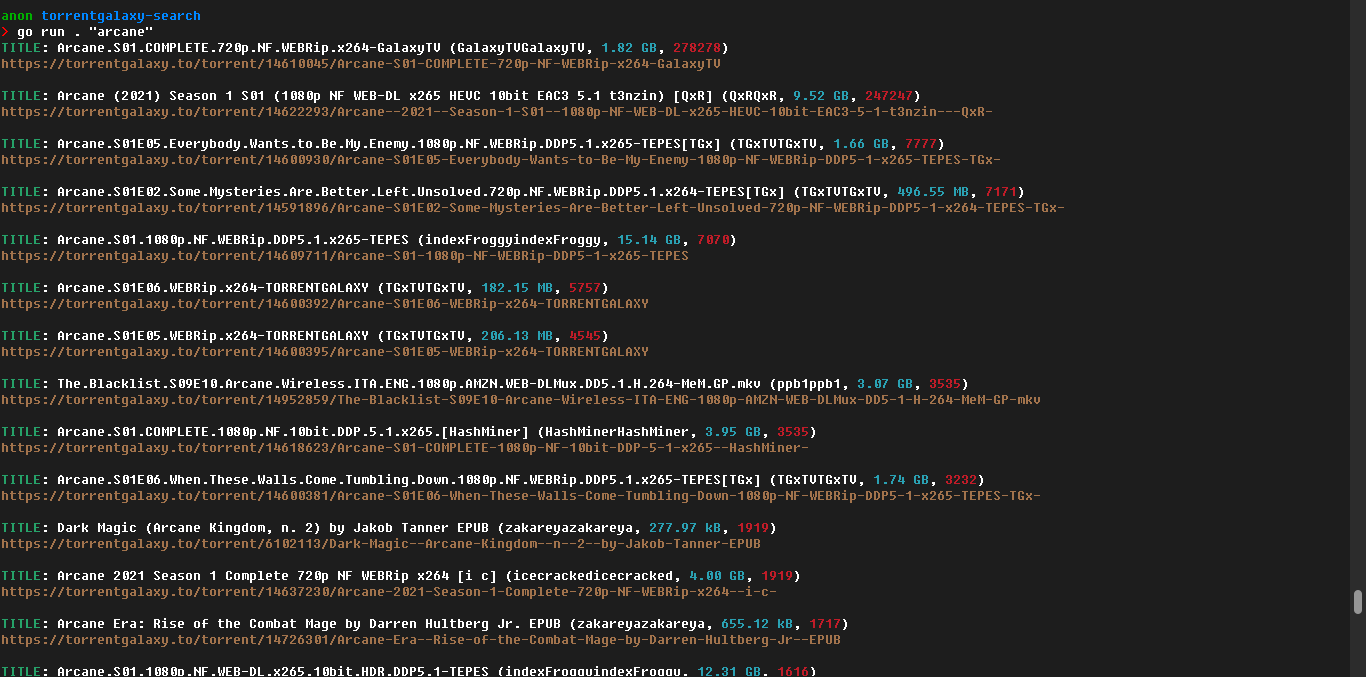 anon torrentgalaxy-search
> go run . "arcane"
TITLE: Arcane.S01.COMPLETE.720p.NF.WEBRip.x264-GalaxyTV (GalaxyTVGalaxyTV, 1.82 GB, 278278)
https://torrentgalaxy.to/torrent/14610045/Arcane-S01-COMPLETE-720p-NF-WEBRip-x264-GalaxyTV
TITLE: Arcane (2021) Season 1 S01 (1080p NF WEB-DL x265 HEVC 10bit EAC3 5.1 t3nzin) [QxR] (QxRQxR, 9.52 GB, 247247)
https://torrentgalaxy.to/torrent/14622293/Arcane--2021--Season-1-S01--1080p-NF-WEB-DL-x265-HEVC-10bit-EAC3-5-1-t3nzin---QxR-
TITLE: Arcane.S01E05.Everybody.Wants.to.Be.My.Enemy.1080p.NF.WEBRip.DDP5.1.x265-TEPES[TGx] (TGxTVTGxTV, 1.66 GB, 7777)
https://torrentgalaxy.to/torrent/14600930/Arcane-S01E05-Everybody-Wants-to-Be-My-Enemy-1080p-NF-WEBRip-DDP5-1-x265-TEPES-TGx-
TITLE: Arcane.S01E02.Some.Mysteries.Are.Better.Left.Unsolved.720p.NF.WEBRip.DDP5.1.x264-TEPES[TGx] (TGxTVTGxTV, 496.55 MB, 7171)
https://torrentgalaxy.to/torrent/14591896/Arcane-S01E02-Some-Mysteries-Are-Better-Left-Unsolved-720p-NF-WEBRip-DDP5-1-x264-TEPES-TGx-
TITLE: Arcane.S01.1080p.NF.WEBRip.DDP5.1.x265-TEPES (indexFroggyindexFroggy, 15.14 GB, 7070)
https://torrentgalaxy.to/torrent/14609711/Arcane-S01-1080p-NF-WEBRip-DDP5-1-x265-TEPES
TITLE: Arcane.S01E06.WEBRip.x264-TORRENTGALAXY (TGxTVTGxTV, 182.15 MB, 5757)
https://torrentgalaxy.to/torrent/14600392/Arcane-S01E06-WEBRip-x264-TORRENTGALAXY
TITLE: Arcane.S01E05.WEBRip.x264-TORRENTGALAXY (TGxTVTGxTV, 206.13 MB, 4545)
https://torrentgalaxy.to/torrent/14600395/Arcane-S01E05-WEBRip-x264-TORRENTGALAXY
TITLE: The.Blacklist.S09E10.Arcane.Wireless.ITA.ENG.1080p.AMZN.WEB-DLMux.DD5.1.H.264-MeM.GP.mkv (ppb1ppb1, 3.07 GB, 3535)
https://torrentgalaxy.to/torrent/14952859/The-Blacklist-S09E10-Arcane-Wireless-ITA-ENG-1080p-AMZN-WEB-DLMux-DD5-1-H-264-MeM-GP-mkv
TITLE: Arcane.S01.COMPLETE.1080p.NF.10bit.DDP.5.1.x265.[HashMiner] (HashMinerHashMiner, 3.95 GB, 3535)
https://torrentgalaxy.to/torrent/14618623/Arcane-S01-COMPLETE-1080p-NF-10bit-DDP-5-1-x265--HashMiner-
TITLE: Arcane.S01E06.When.These.Walls.Come.Tumbling.Down.1080p.NF.WEBRip.DDP5.1.x265-TEPES[TGx] (TGxTVTGxTV, 1.74 GB, 3232)
https://torrentgalaxy.to/torrent/14600381/Arcane-S01E06-When-These-Walls-Come-Tumbling-Down-1080p-NF-WEBRip-DDP5-1-x265-TEPES-TGx-
TITLE: Dark Magic (Arcane Kingdom, n. 2) by Jakob Tanner EPUB (zakareyazakareya, 277.97 kB, 1919)
https://torrentgalaxy.to/torrent/6102113/Dark-Magic--Arcane-Kingdom--n--2--by-Jakob-Tanner-EPUB
TITLE: Arcane 2021 Season 1 Complete 720p NF WEBRip x264 [i c] (icecrackedicecracked, 4.00 GB, 1919)
https://torrentgalaxy.to/torrent/14637230/Arcane-2021-Season-1-Complete-720p-NF-WEBRip-x264--i-c-
TITLE: Arcane Era: Rise of the Combat Mage by Darren Hultberg Jr. EPUB (zakareyazakareya, 655.12 kB, 1717)
https://torrentgalaxy.to/torrent/14726301/Arcane-Era--Rise-of-the-Combat-Mage-by-Darren-Hultberg-Jr--EPUB
TITLE: Arcane.S01.1080p.NF.WEB-DL.x265.10bit.HDR.DDP5.1-TEPES (indexFroggyindexFroggy, 12.31 GB, 1616)